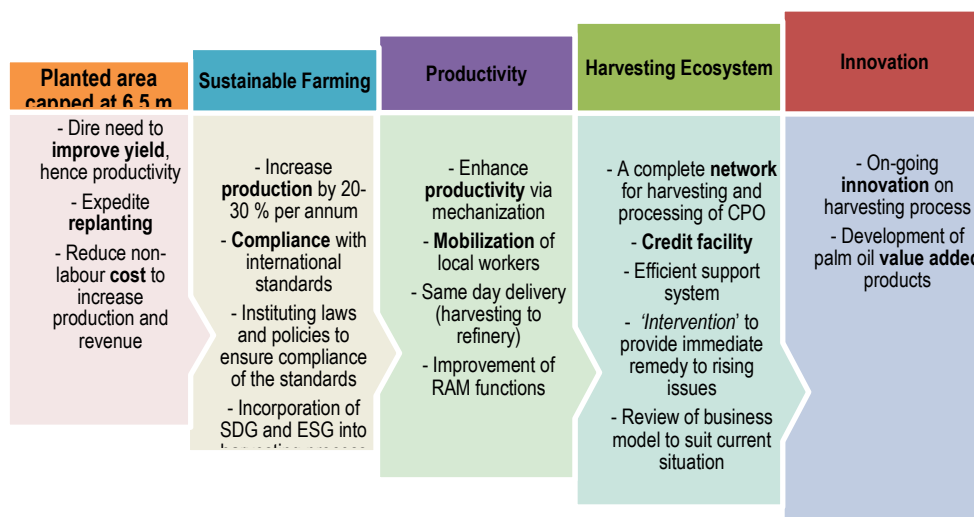 Planted area
capped at 6.5 m
- Dire need to
improve yield,
hence productivity
- Expedite
replanting
- Reduce non-
labour cost to
increase
production and
revenue
Sustainable Farming
- Increase
production by 20-
30 % per annum
- Compliance with
international
standards
- Instituting laws
and policies to
ensure compliance
of the standards
- Incorporation of
SDG and ESG into
Productivity
- Enhance
productivity via
mechanization
- Mobilization of
local workers
- Same day delivery
(harvesting to
refinery)
- Improvement of
RAM functions
Harvesting Ecosystem
- A complete network
for harvesting and
processing of CPO
- Credit facility
- Efficient support
system
- 'Intervention' to
provide immediate
remedy to rising
issues
- Review of business
model to suit current
situation
Innovation
- On-going
innovation on
harvesting process
- Development of
palm oil value added
products